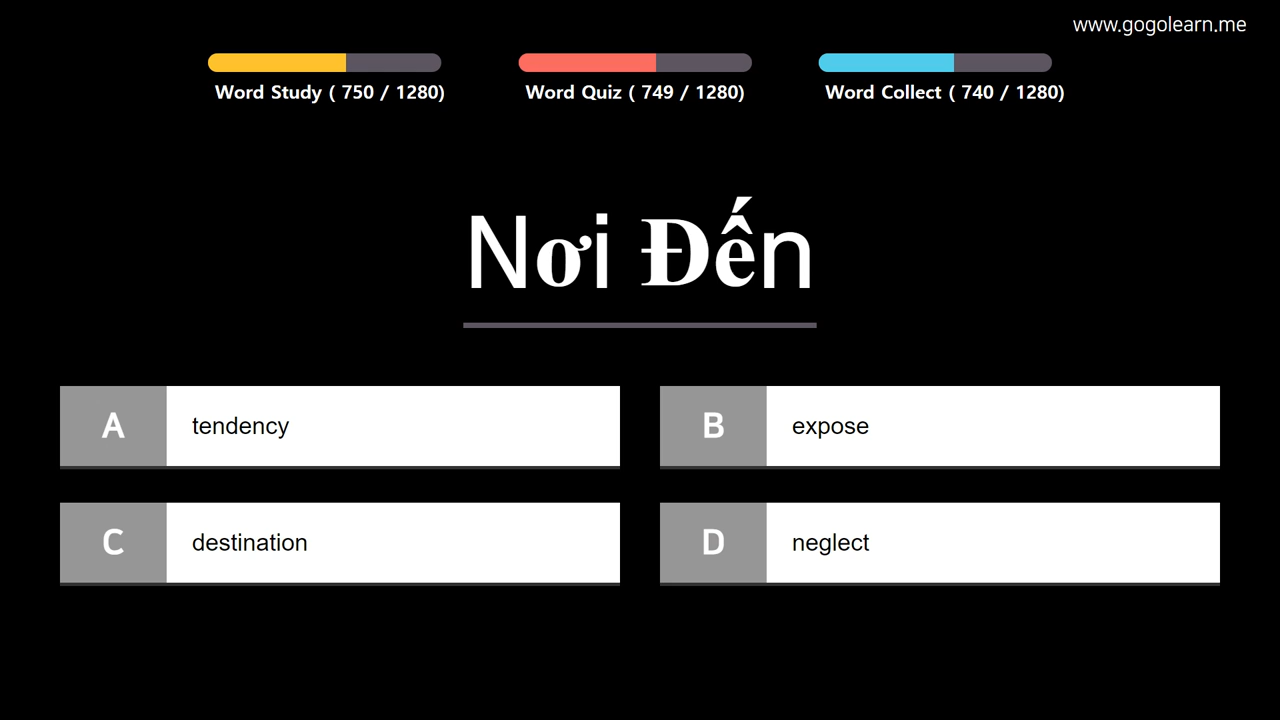 www.gogolearn.me
Word Study ( 750 / 1280)
Word Quiz ( 749 / 1280)
Word Collect ( 740 / 1280)
Nơi Đến
A tendency
B expose
C destination
D neglect